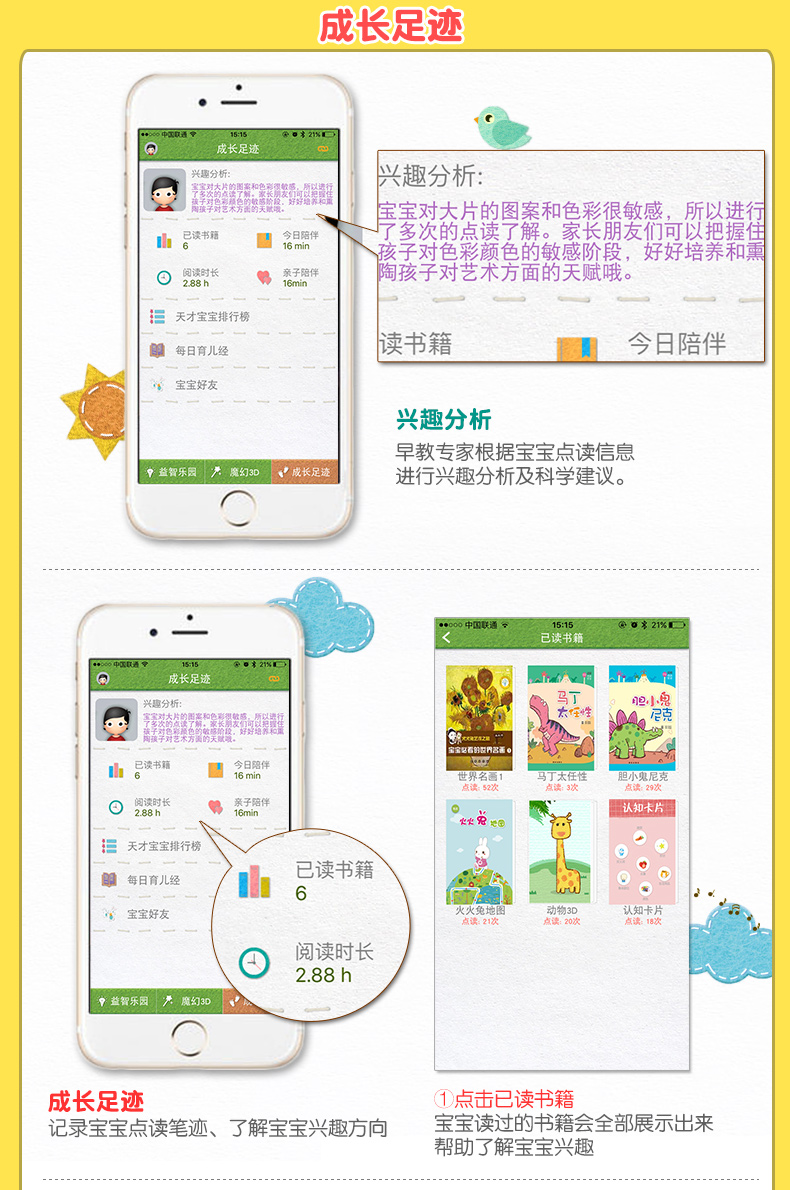 成长足迹
中国联通 15:15 21%
成长足迹
兴趣分析:
宝宝对大片的图案和色彩很敏感，所以进行
了多次的点读了解。家长朋友们可以把握住
孩子对色彩颜色的敏感阶段，好好培养和熏
陶孩子对艺术方面的天赋哦。
已读书籍
6
今日陪伴
16 min
阅读时长
2.88 h
亲子陪伴
16min
天才宝宝排行榜
每日育儿经
宝宝好友
益智乐园 魔幻3D 成长足迹
兴趣分析:
宝宝对大片的图案和色彩很敏感，所以进行
了多次的点读了解。家长朋友们可以把握住
孩子对色彩颜色的敏感阶段，好好培养和熏
陶孩子对艺术方面的天赋哦。
读书籍 今日陪伴
兴趣分析
早教专家根据宝宝点读信息
进行兴趣分析及科学建议。
中国联通 15:15 21%
成长足迹
兴趣分析:
宝宝对大片的图案和色彩很敏感，所以进行
了多次的点读了解。家长朋友们可以把握住
孩子对色彩颜色的敏感阶段，好好培养和熏
陶孩子对艺术方面的天赋哦。
已读书籍
6
今日陪伴
16 min
阅读时长
2.88 h
亲子陪伴
16min
天才宝宝排行榜
每日育儿经
宝宝好友
益智乐园 魔幻3D
已读书籍
6
阅读时长
2.88 h
中国联通 15:15 21%
已读书籍
宝宝站着的世界名画
马丁
太任性
胆小鬼
尼克
世界名画1 马丁太任性 胆小鬼尼克
点读: 52次 点读: 3次 点读: 29次
火火兔地图
认知卡片
火火兔地图 动物3D 认知卡片
点读: 21次 点读: 20次 点读: 18次
成长足迹
记录宝宝点读笔迹、了解宝宝兴趣方向
①点击已读书籍
宝宝读过的书籍会全部展示出来
帮助了解宝宝兴趣